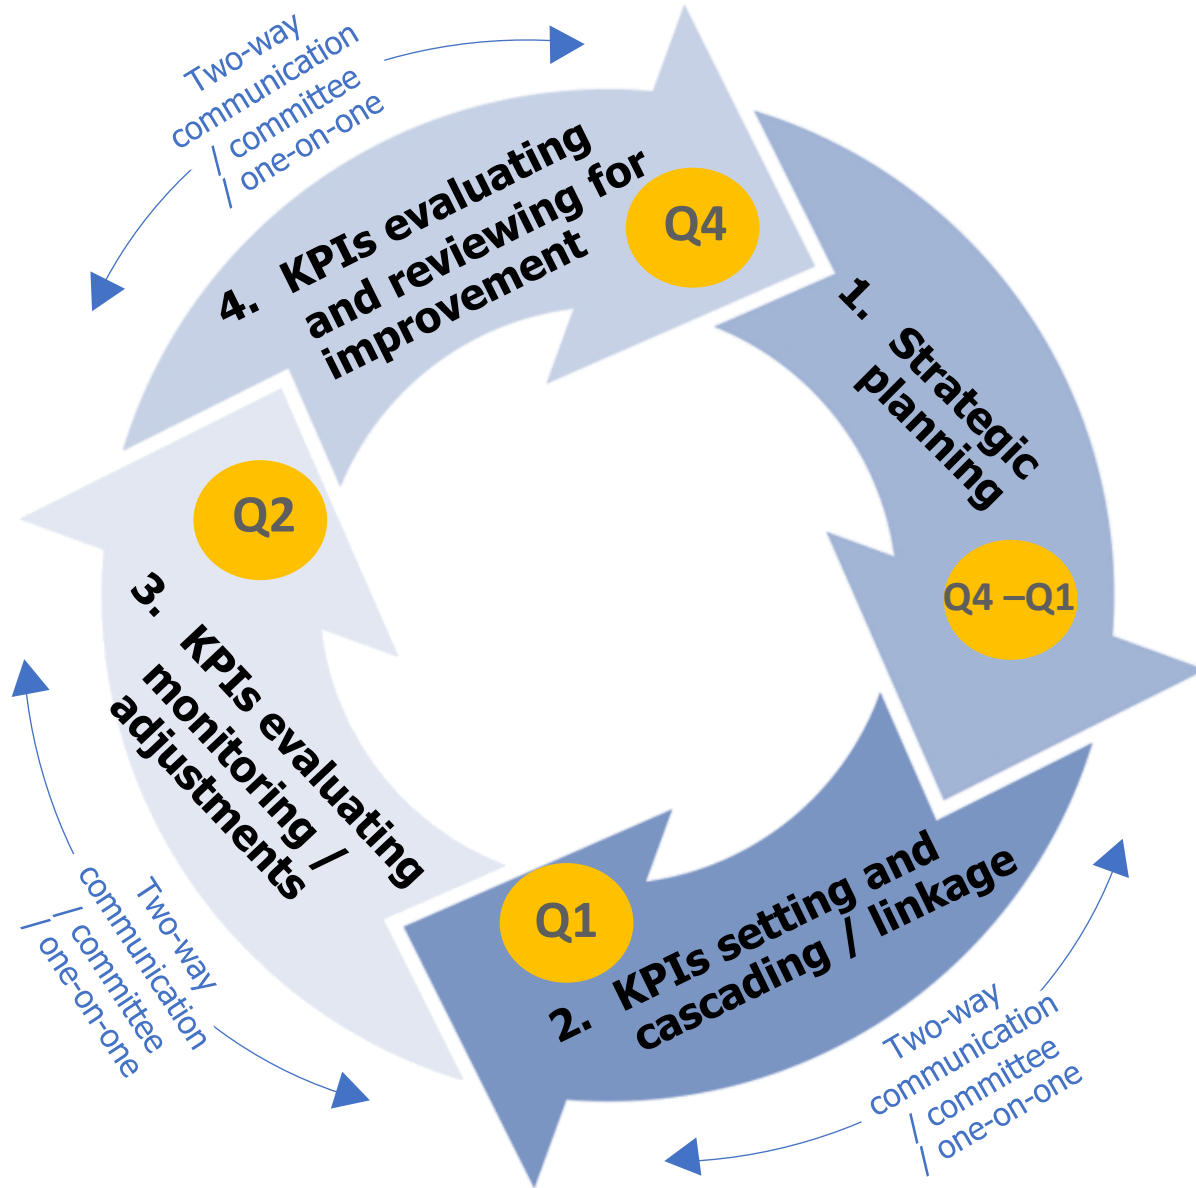 Two-way
communication
/ committee
/ one-on-one
4. KPIs evaluating
and reviewing for
improvement
Q4
1. Strategic
planning
Q4 –Q1
2. KPIs setting and
cascading / linkage
Q1
Two-way
communication
/ committee
/ one-on-one
3. KPIs evaluating
monitoring /
adjustments
Q2
Two-way
communication
/ committee
/ one-on-one